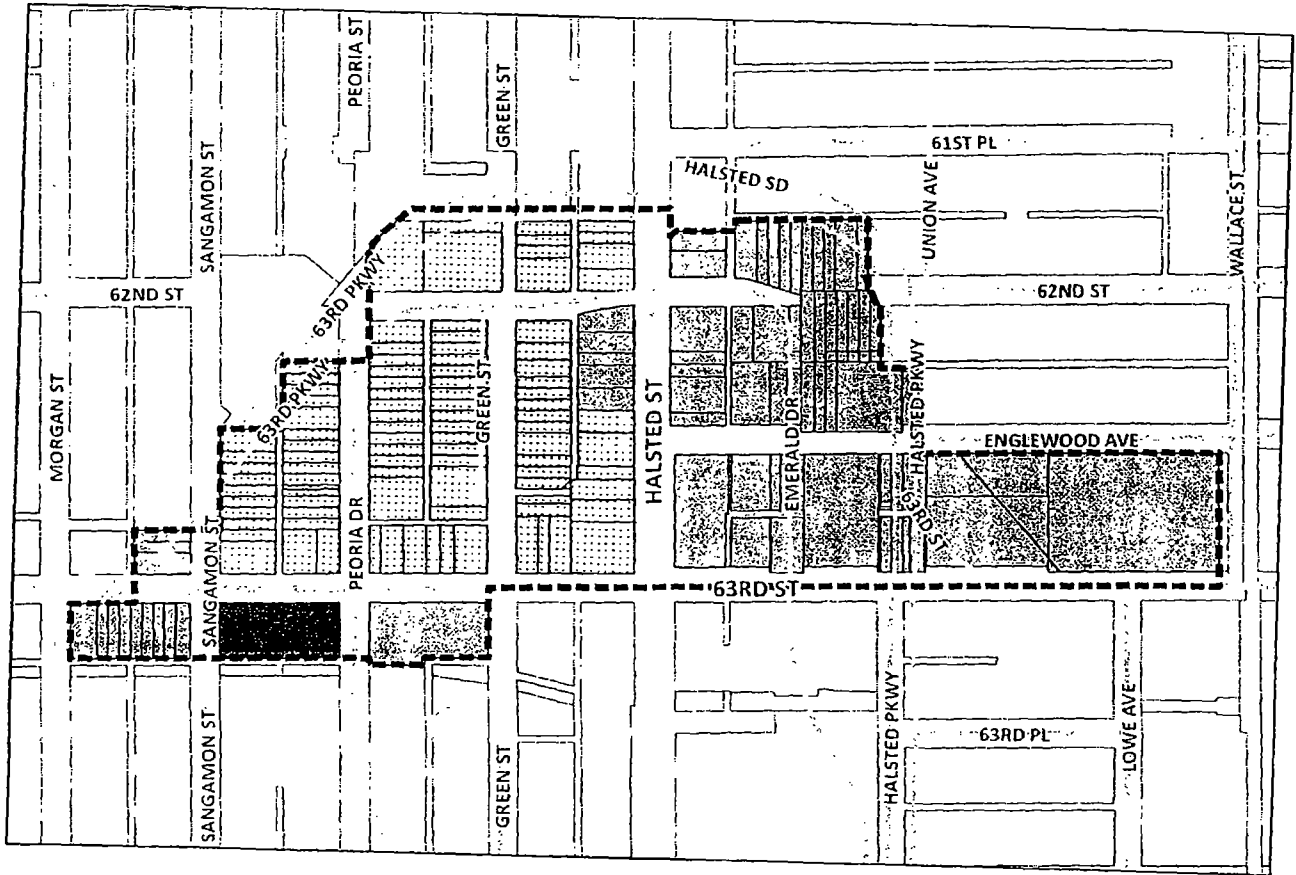 PEORIA ST
GREEN ST
SANGAMON ST
61ST PL
HALSTED SD
UNION AVE
WALLACE ST
62ND ST
63RD PKWY
62ND ST
MORGAN ST
63RD PKWY
GREEN ST
HALSTED ST
EMERALD DR
HALSTED PKWY
ENGLEWOOD AVE
63RD ST
PEORIA DR
SANGAMON ST
63RD ST
SANGAMON ST
GREEN ST
HALSTED PKWY
63RD PL
LOWE AVE